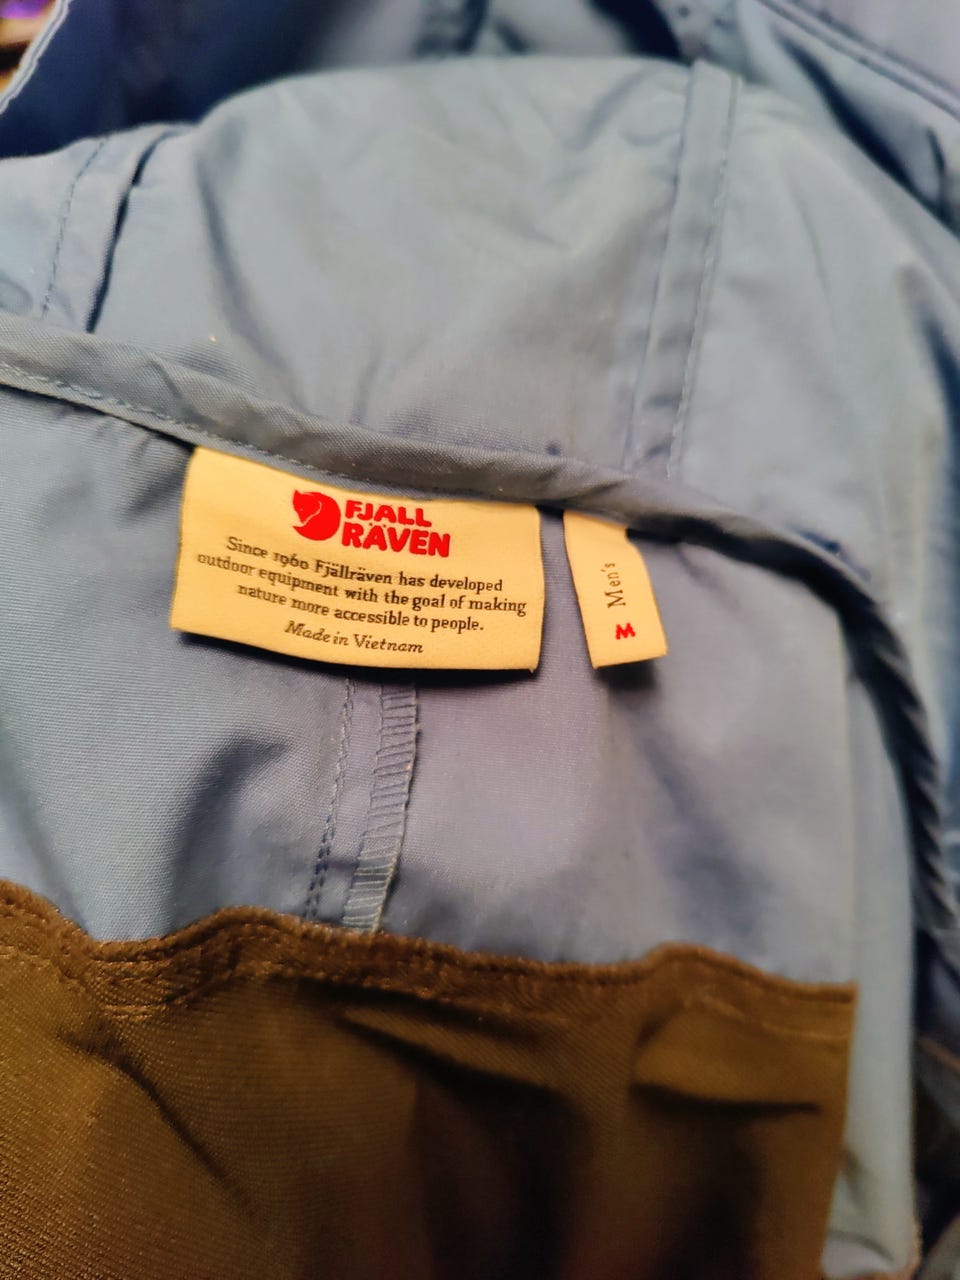 FJALL
RÄVEN
Since 1960 Fjällräven has developed
outdoor equipment with the goal of making
nature more accessible to people.
Made in Vietnam
Men's
M